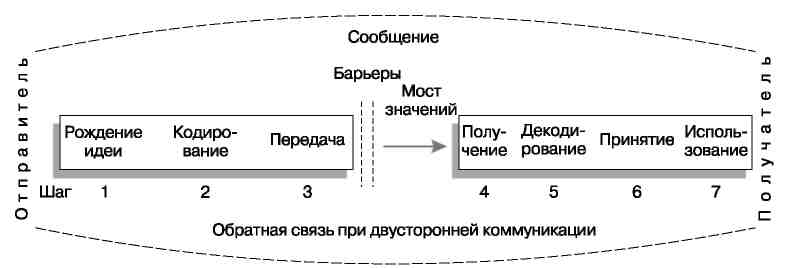 Сообщение
Отправитель
Барьеры
Мост
значений
Рождение
идеи
Кодиро-
вание
Передача
Полу-
чение
Декоди-
рование
Принятие
Исполь-
зование
Шаг 1 2 3 4 5 6 7
Получатель
Обратная связь при двусторонней коммуникации